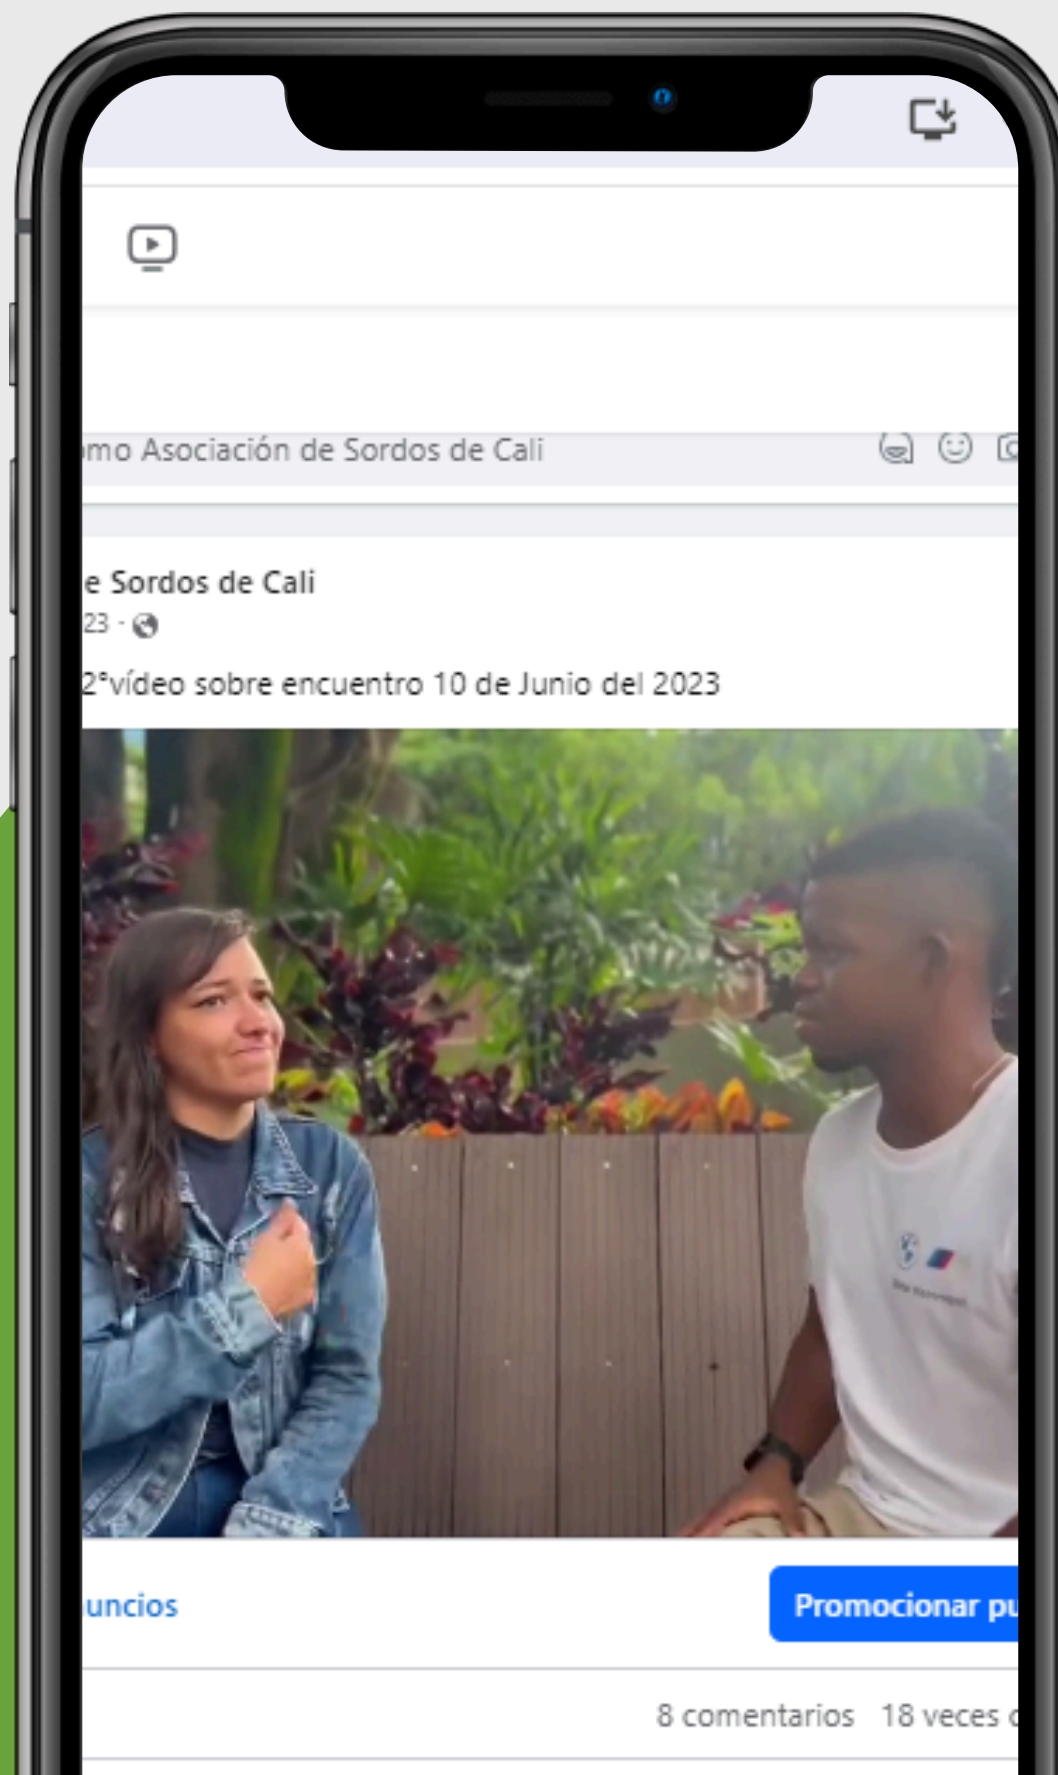 omo Asociación de Sordos de Cali
e Sordos de Cali
23 ·
2°vídeo sobre encuentro 10 de Junio del 2023
uncios
Promocionar pu
8 comentarios 18 veces